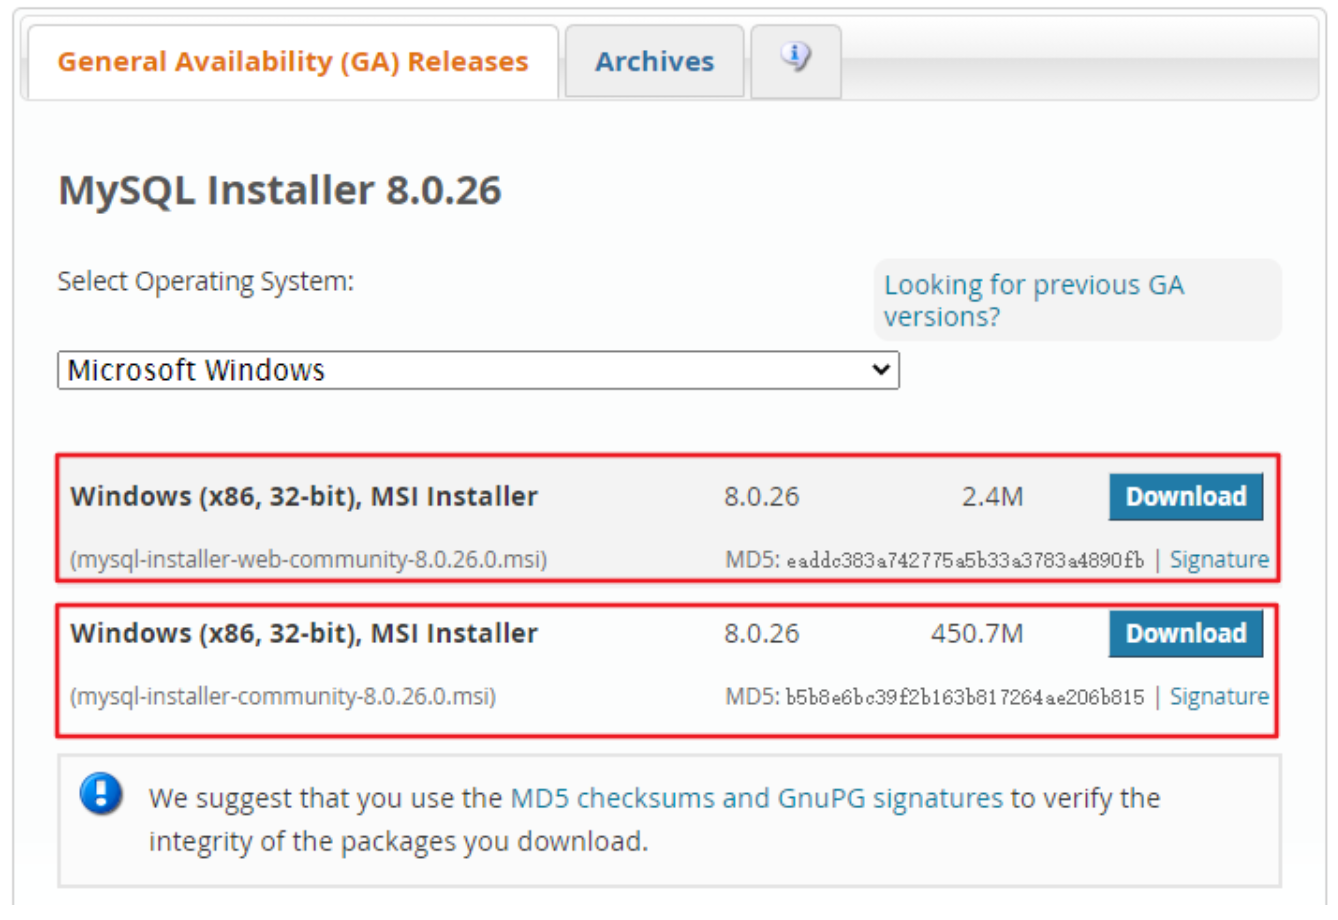 General Availability (GA) Releases Archives
MySQL Installer 8.0.26
Select Operating System:
Looking for previous GA
versions?
Microsoft Windows
Windows (x86, 32-bit), MSI Installer 8.0.26 2.4M Download
(mysql-installer-web-community-8.0.26.0.msi) MD5: eaddc383a742775a5b33a3783a4890fb | Signature
Windows (x86, 32-bit), MSI Installer 8.0.26 450.7M Download
(mysql-installer-community-8.0.26.0.msi) MD5: b5b8e6bc39f2b163b817264ae206b815 | Signature
We suggest that you use the MD5 checksums and GnuPG signatures to verify the
integrity of the packages you download.